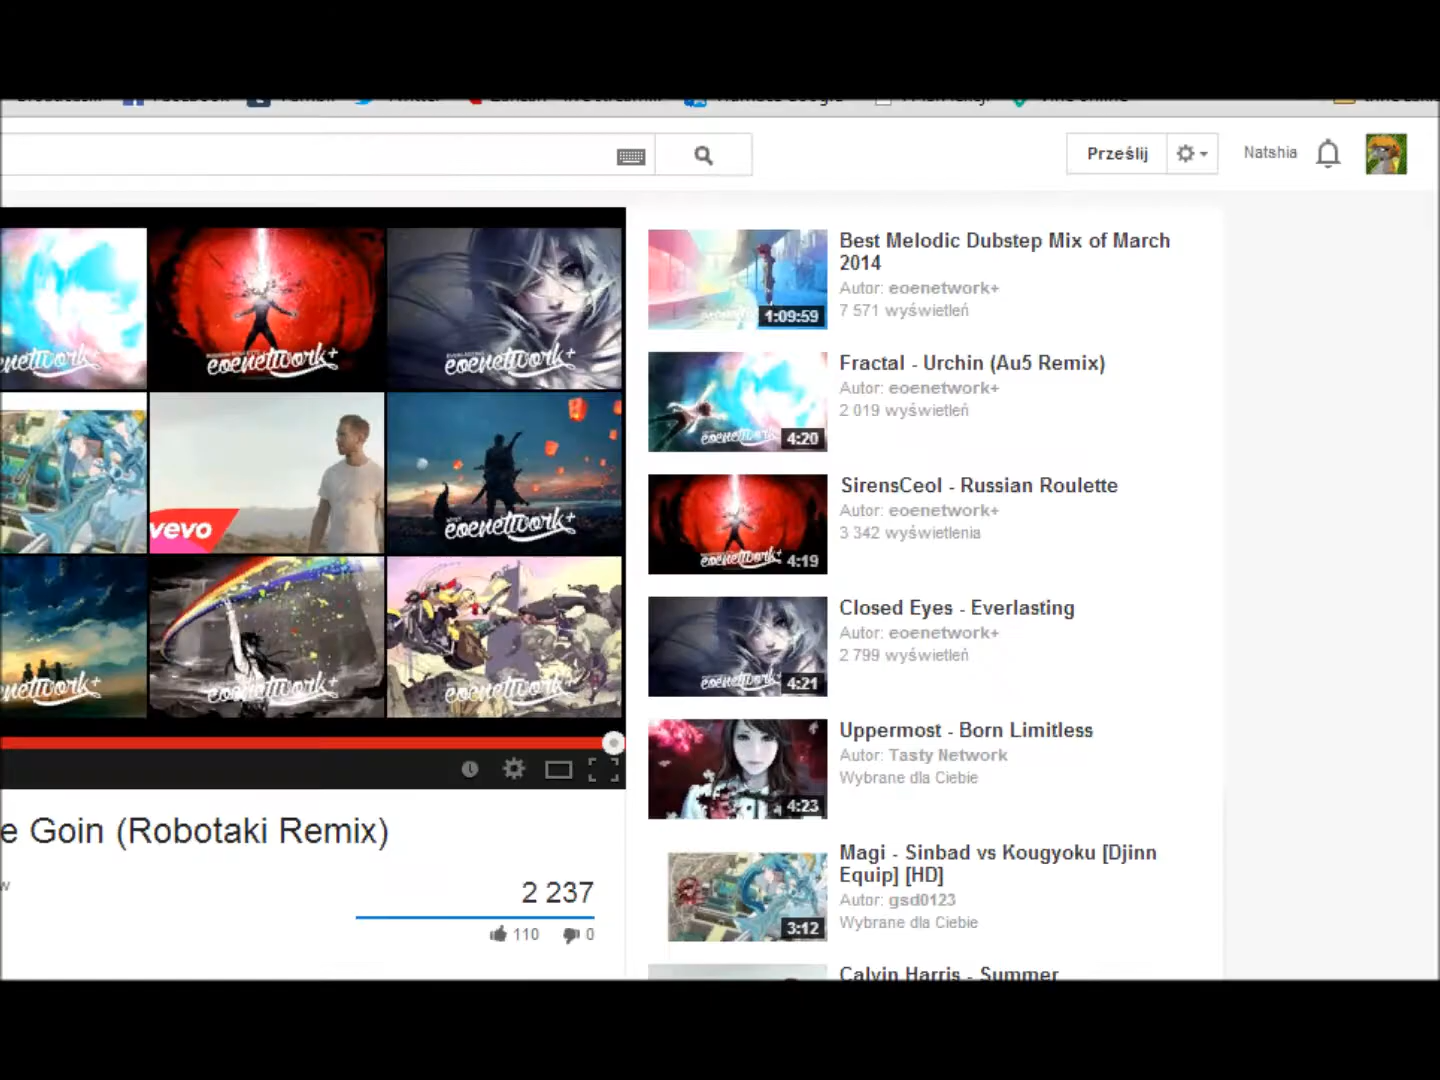 Prześlij
Natshia
Best Melodic Dubstep Mix of March
2014
Autor: eoenetwork+
7 571 wyświetleń
1:09:59
Fractal - Urchin (Au5 Remix)
Autor: eoenetwork+
2 019 wyświetleń
4:20
SirensCeol - Russian Roulette
Autor: eoenetwork+
3 342 wyświetlenia
4:19
Closed Eyes - Everlasting
Autor: eoenetwork+
2 799 wyświetleń
4:21
Uppermost - Born Limitless
Autor: Tasty Network
Wybrane dla Ciebie
4:23
Magi - Sinbad vs Kougyoku [Djinn
Equip] [HD]
Autor: gsd0123
Wybrane dla Ciebie
3:12
Calvin Harris - Summer
eoenetwork+
eoenetwork+
vevo
eoenetwork+
eoenetwork+
eoenetwork+
e Goin (Robotaki Remix)
2 237
110
0